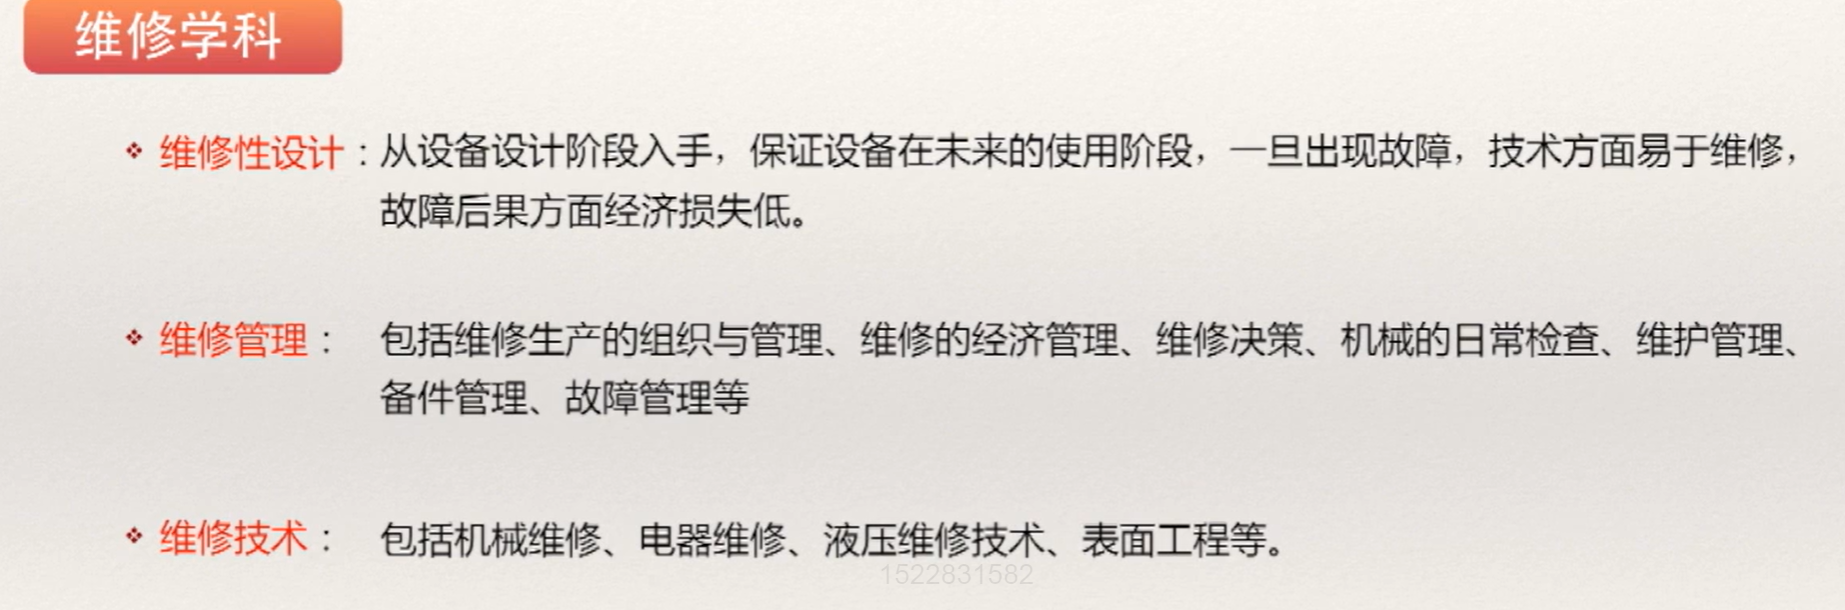 维修学科
❖ 维修性设计：从设备设计阶段入手，保证设备在未来的使用阶段，一旦出现故障，技术方面易于维修，
故障后果方面经济损失低。
❖ 维修管理： 包括维修生产的组织与管理、维修的经济管理、维修决策、机械的日常检查、维护管理、
备件管理、故障管理等
❖ 维修技术： 包括机械维修、电器维修、液压维修技术、表面工程等。
1522831582